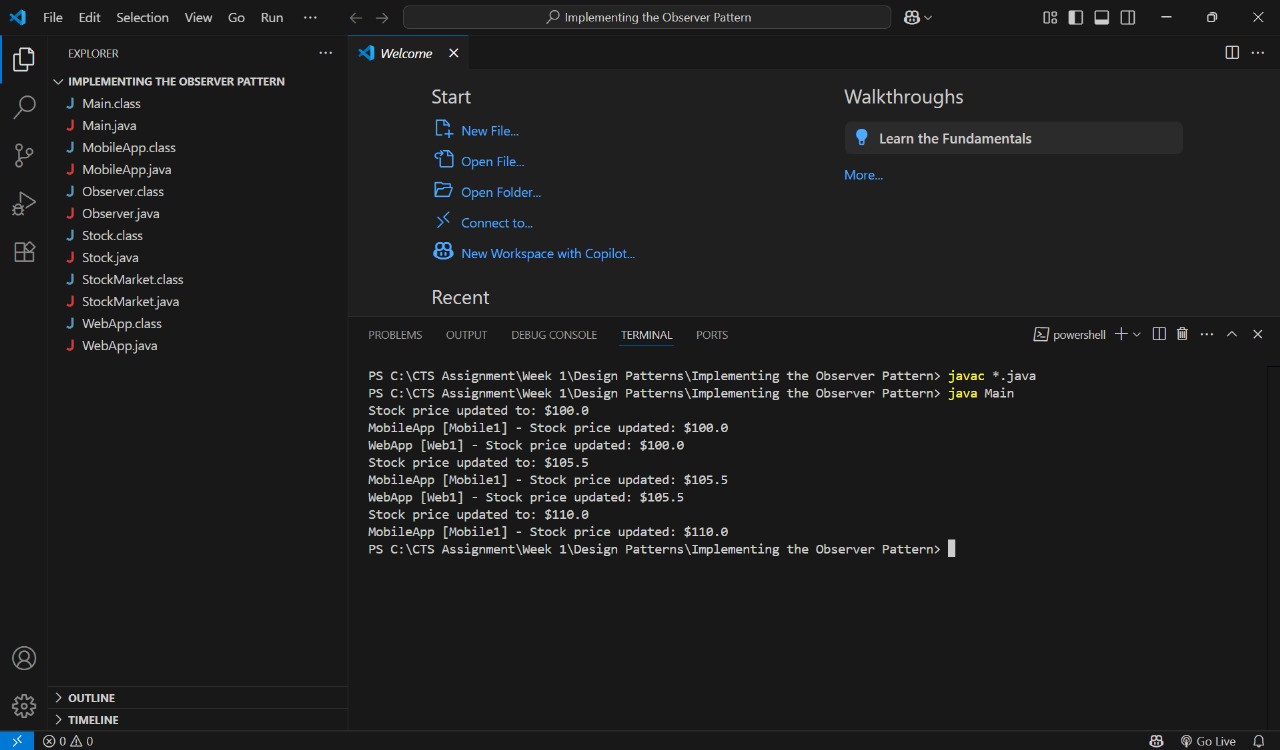 File Edit Selection View Go Run ···
Implementing the Observer Pattern
EXPLORER
IMPLEMENTING THE OBSERVER PATTERN
J Main.class
J Main.java
J MobileApp.class
J MobileApp.java
J Observer.class
J Observer.java
J Stock.class
J Stock.java
J StockMarket.class
J StockMarket.java
J WebApp.class
J WebApp.java
OUTLINE
TIMELINE
Welcome
Start
New File...
Open File...
Open Folder...
Connect to...
New Workspace with Copilot...
Recent
Walkthroughs
Learn the Fundamentals
More...
PROBLEMS OUTPUT DEBUG CONSOLE TERMINAL PORTS
powershell
PS C:\CTS Assignment\Week 1\Design Patterns\Implementing the Observer Pattern> javac *.java
PS C:\CTS Assignment\Week 1\Design Patterns\Implementing the Observer Pattern> java Main
Stock price updated to: $100.0
MobileApp [Mobile1] - Stock price updated: $100.0
WebApp [Web1] - Stock price updated: $100.0
Stock price updated to: $105.5
MobileApp [Mobile1] - Stock price updated: $105.5
WebApp [Web1] - Stock price updated: $105.5
Stock price updated to: $110.0
MobileApp [Mobile1] - Stock price updated: $110.0
PS C:\CTS Assignment\Week 1\Design Patterns\Implementing the Observer Pattern>
0 0
Go Live